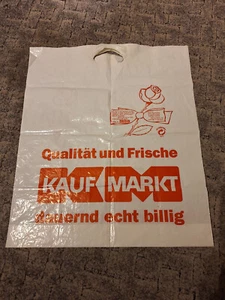 Qualität und Frische
KAUF MARKT
dauernd echt billig